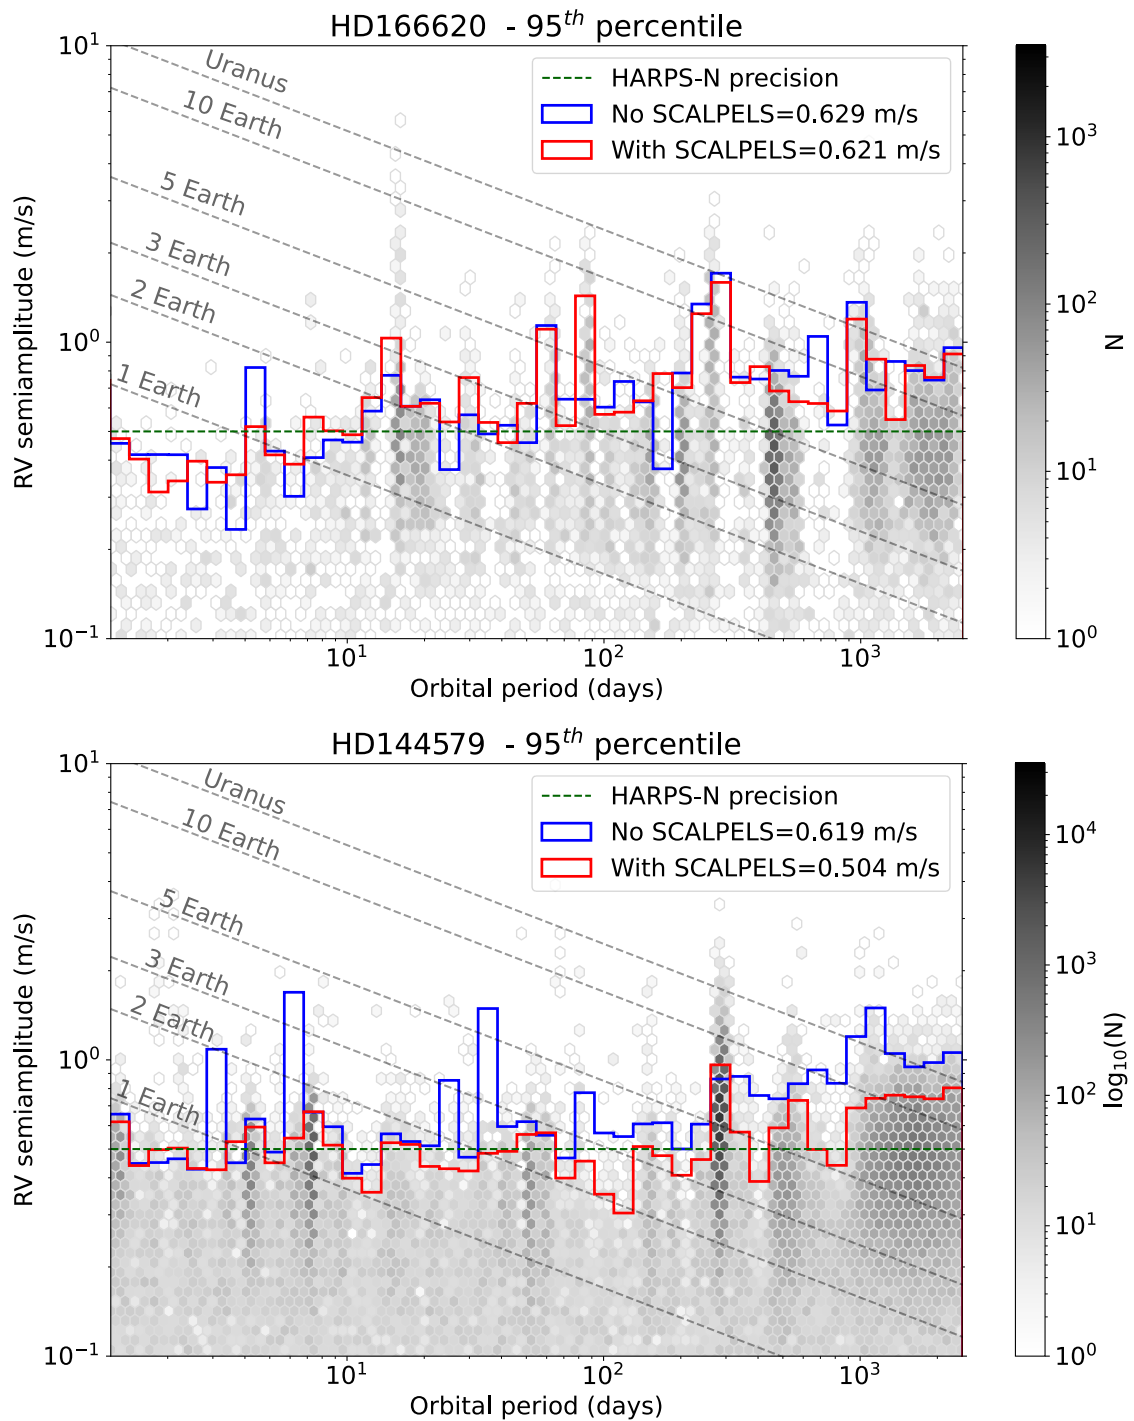 HD166620 - 95th percentile
10¹
10⁰
10⁻¹
RV semiamplitude (m/s)
Uranus
10 Earth
5 Earth
3 Earth
2 Earth
1 Earth
HARPS-N precision
No SCALPELS=0.629 m/s
With SCALPELS=0.621 m/s
10¹
10²
10³
Orbital period (days)
10³
10²
10¹
10⁰
N
HD144579 - 95th percentile
10¹
10⁰
10⁻¹
RV semiamplitude (m/s)
Uranus
10 Earth
5 Earth
3 Earth
2 Earth
1 Earth
HARPS-N precision
No SCALPELS=0.619 m/s
With SCALPELS=0.504 m/s
10¹
10²
10³
Orbital period (days)
10⁴
10³
10²
10¹
10⁰
log₁₀(N)